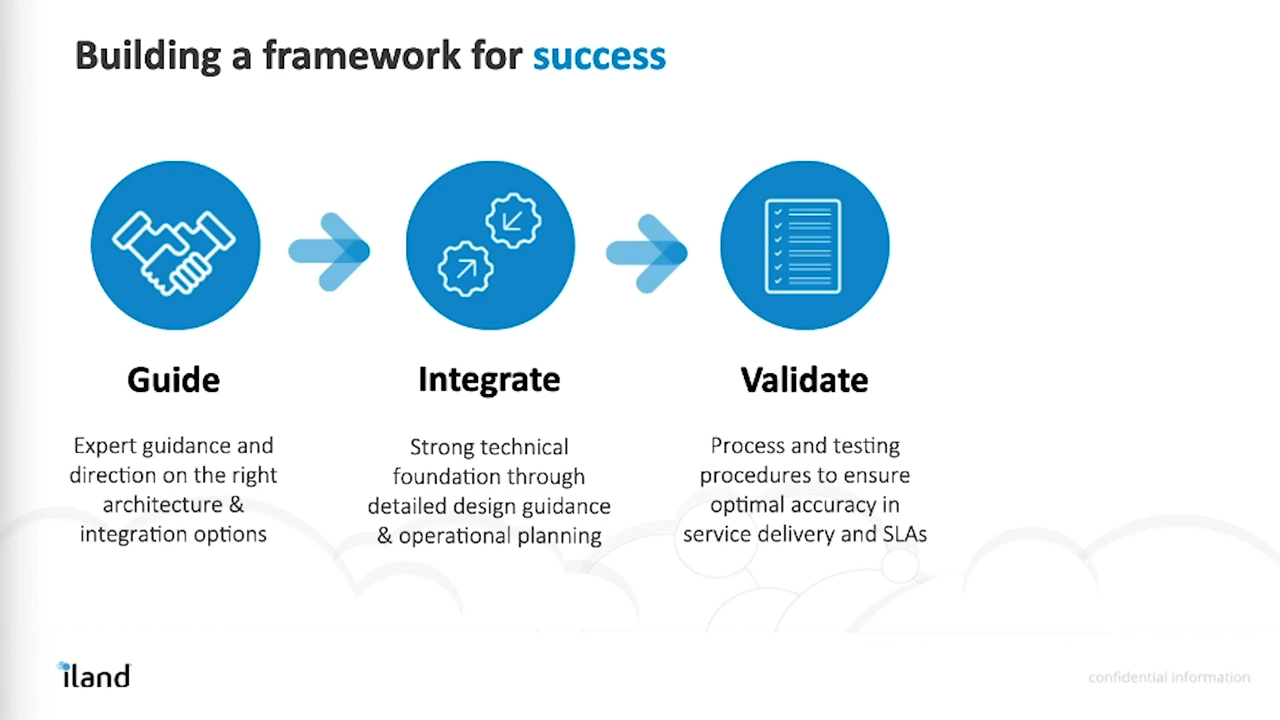 Building a framework for success
Guide
Expert guidance and
direction on the right
architecture &
integration options
Integrate
Strong technical
foundation through
detailed design guidance
& operational planning
Validate
Process and testing
procedures to ensure
optimal accuracy in
service delivery and SLAs
iland
confidential information